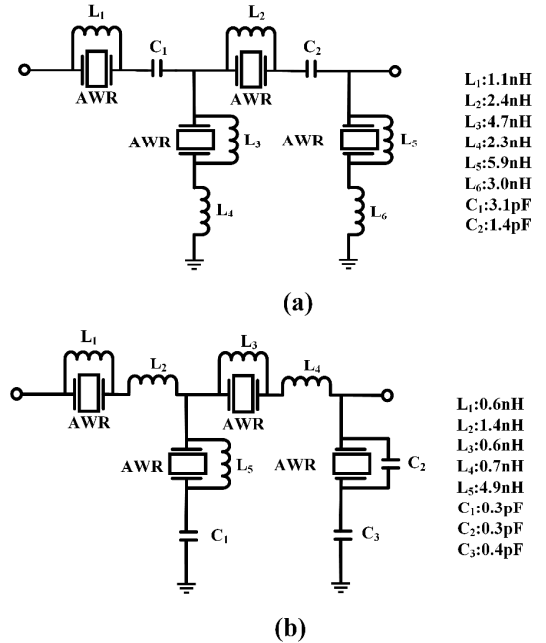 L₁
L₂
C₁
C₂
AWR
AWR
AWR
L₃
AWR
L₅
L₄
L₆
L₁:1.1nH
L₂:2.4nH
L₃:4.7nH
L₄:2.3nH
L₅:5.9nH
L₆:3.0nH
C₁:3.1pF
C₂:1.4pF
(a)
L₁
L₂
L₃
L₄
AWR
AWR
AWR
L₅
AWR
C₂
C₁
C₃
L₁:0.6nH
L₂:1.4nH
L₃:0.6nH
L₄:0.7nH
L₅:4.9nH
C₁:0.3pF
C₂:0.3pF
C₃:0.4pF
(b)